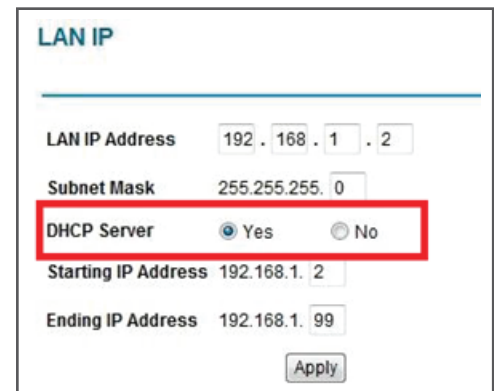 LAN IP
LAN IP Address 192 . 168 . 1 . 2
Subnet Mask 255.255.255. 0
DHCP Server Yes No
Starting IP Address 192.168.1. 2
Ending IP Address 192.168.1. 99
Apply